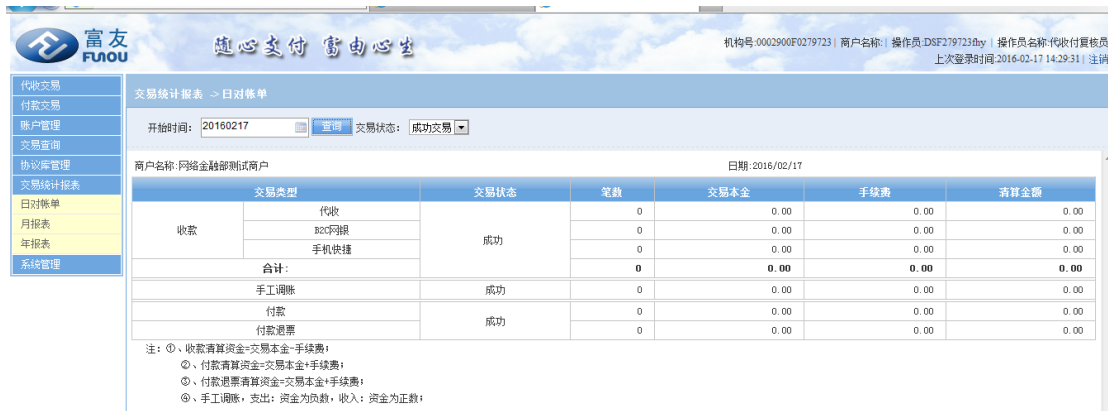 富友
FUIOU
随心支付 富由心生
机构号:0002900F0279723 | 商户名称: | 操作员:DSF279723fhy | 操作员名称:代收付复核员
上次登录时间:2016-02-17 14:29:31 | 注销
代收交易
付款交易
账户管理
交易查询
协议库管理
交易统计报表
日对帐单
月报表
年报表
系统管理
交易统计报表 ->日对帐单
开始时间: 20160217 查询 交易状态: 成功交易
商户名称:网络金融部测试商户 日期:2016/02/17
交易类型 交易状态 笔数 交易本金 手续费 清算金额
收款 代收 成功 0 0.00 0.00 0.00
B2C网银 0 0.00 0.00 0.00
手机快捷 0 0.00 0.00 0.00
合计: 0 0.00 0.00 0.00
手工调账 成功 0 0.00 0.00 0.00
付款 成功 0 0.00 0.00 0.00
付款退票 0 0.00 0.00 0.00
注: ①、收款清算资金=交易本金-手续费;
②、付款清算资金=交易本金+手续费;
③、付款退票清算资金=交易本金+手续费;
④、手工调账, 支出: 资金为负数, 收入: 资金为正数;